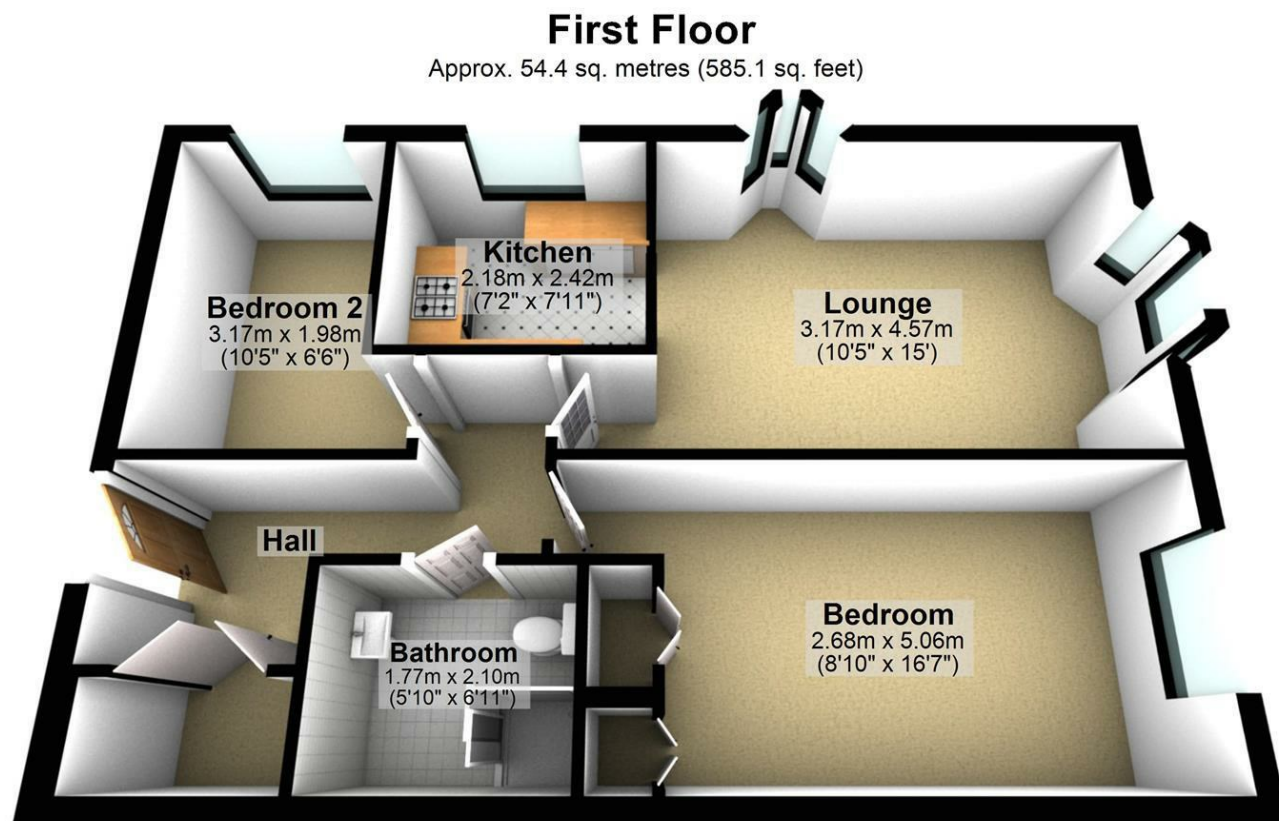 First Floor
Approx. 54.4 sq. metres (585.1 sq. feet)
Kitchen
2.18m x 2.42m
(7'2" x 7'11")
Bedroom 2
3.17m x 1.98m
(10'5" x 6'6")
Lounge
3.17m x 4.57m
(10'5" x 15')
Hall
Bathroom
1.77m x 2.10m
(5'10" x 6'11")
Bedroom
2.68m x 5.06m
(8'10" x 16'7")